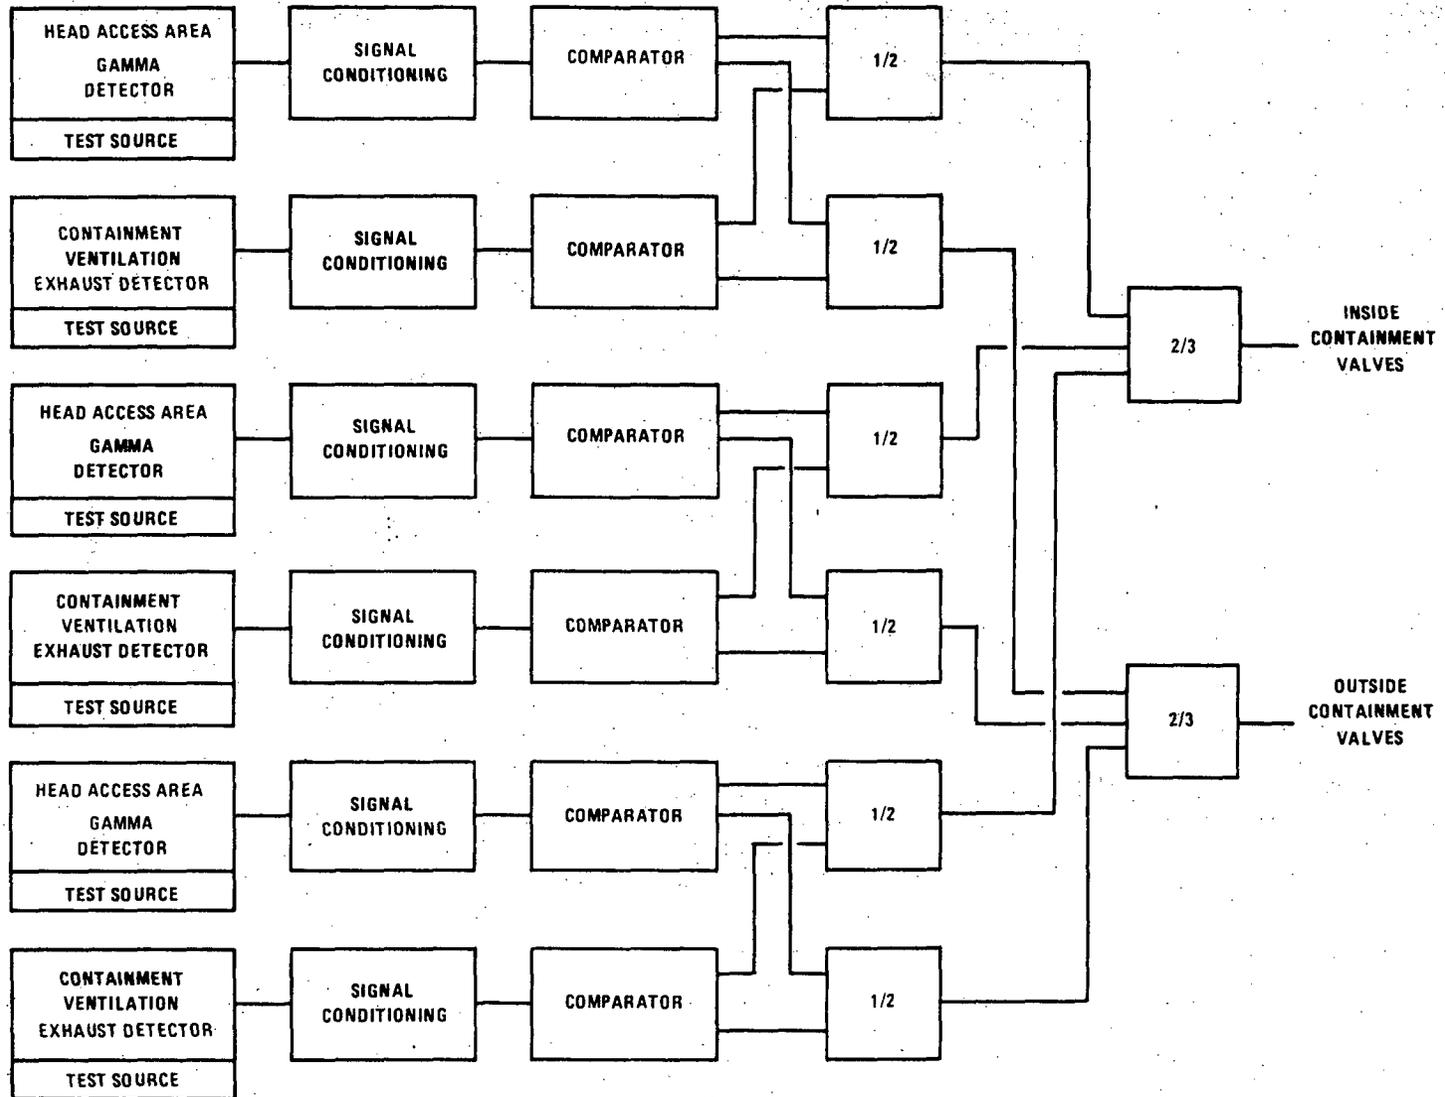 HEAD ACCESS AREA
GAMMA
DETECTOR
TEST SOURCE
SIGNAL
CONDITIONING
COMPARATOR
1/2
CONTAINMENT
VENTILATION
EXHAUST DETECTOR
TEST SOURCE
SIGNAL
CONDITIONING
COMPARATOR
1/2
2/3
INSIDE
CONTAINMENT
VALVES
HEAD ACCESS AREA
GAMMA
DETECTOR
TEST SOURCE
SIGNAL
CONDITIONING
COMPARATOR
1/2
CONTAINMENT
VENTILATION
EXHAUST DETECTOR
TEST SOURCE
SIGNAL
CONDITIONING
COMPARATOR
1/2
2/3
OUTSIDE
CONTAINMENT
VALVES
HEAD ACCESS AREA
GAMMA
DETECTOR
TEST SOURCE
SIGNAL
CONDITIONING
COMPARATOR
1/2
CONTAINMENT
VENTILATION
EXHAUST DETECTOR
TEST SOURCE
SIGNAL
CONDITIONING
COMPARATOR
1/2